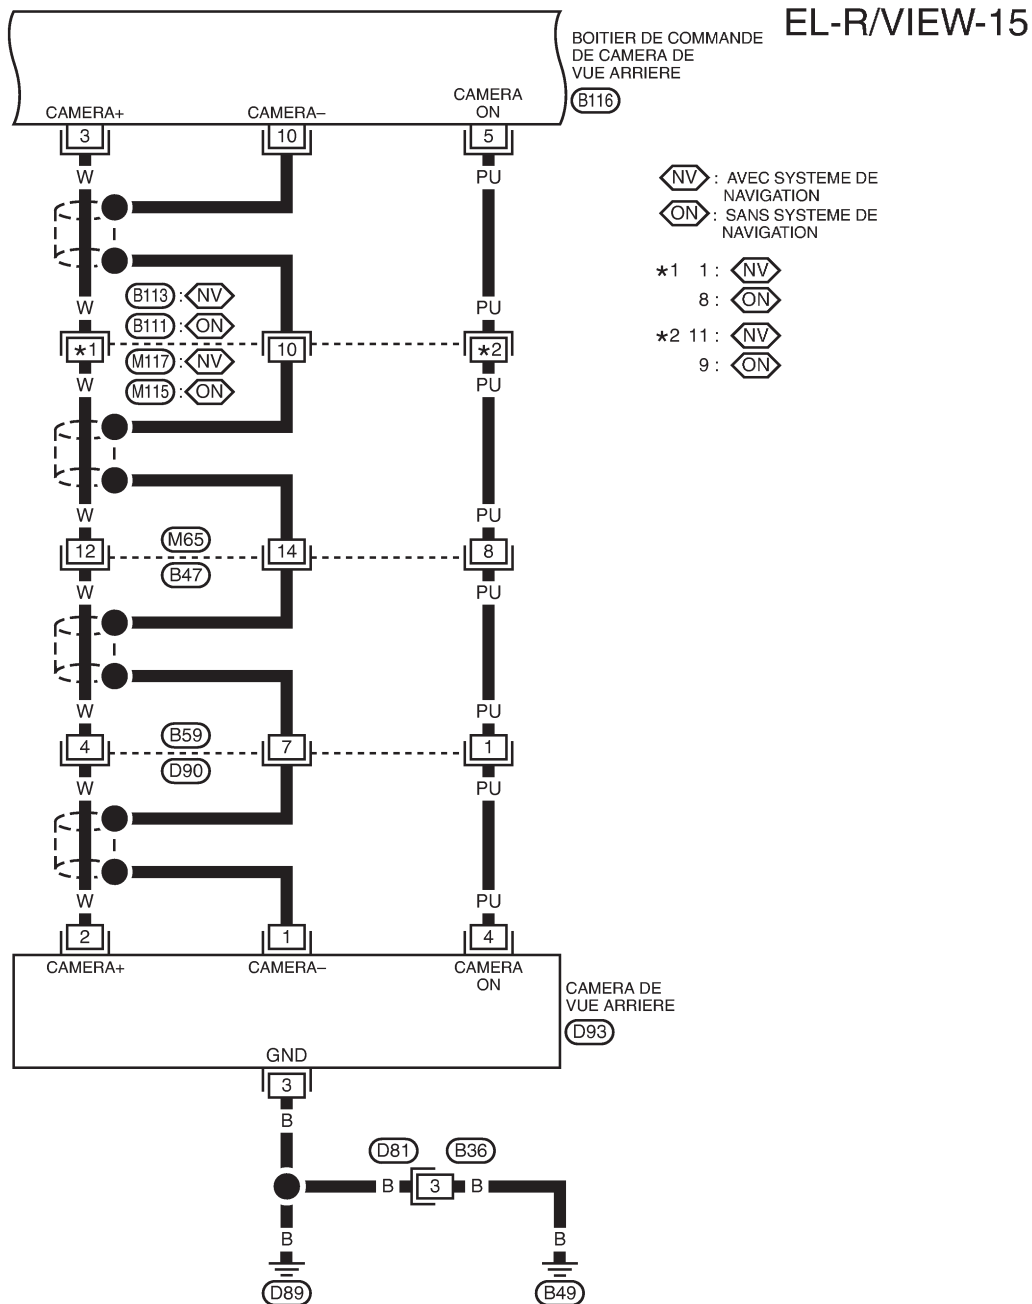 EL-R/VIEW-15
BOITIER DE COMMANDE
DE CAMERA DE
VUE ARRIERE
B116
CAMERA+
CAMERA–
CAMERA
ON
3
10
5
W
PU
NV : AVEC SYSTEME DE
NAVIGATION
ON : SANS SYSTEME DE
NAVIGATION
*1 1 : NV
8 : ON
*2 11 : NV
9 : ON
W
PU
B113 : NV
B111 : ON
*1
10
*2
M117 : NV
M115 : ON
W
PU
W
PU
M65
12
14
8
B47
W
PU
W
PU
B59
4
7
1
D90
W
PU
W
PU
2
1
4
CAMERA+
CAMERA–
CAMERA
ON
CAMERA DE
VUE ARRIERE
D93
GND
3
B
D81
B36
B
3
B
B
B
D89
B49